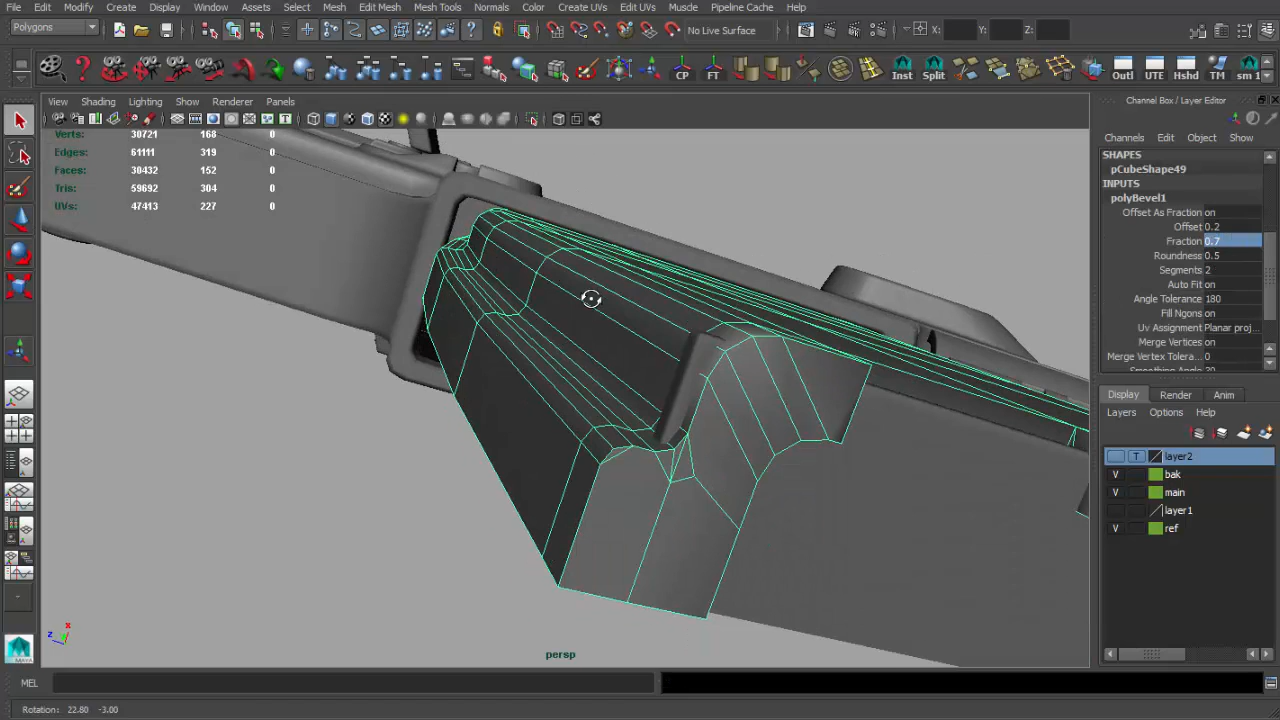 File Edit Modify Create Display Window Assets Select Mesh Edit Mesh Mesh Tools Normals Color Create UVs Edit UVs Muscle Pipeline Cache Help
Polygons No Live Surface X: Y: Z:
CP FT Inst Split Outl UTE Hshd TM sm 1
View Shading Lighting Show Renderer Panels
Channel Box / Layer Editor
Channels Edit Object Show
Verts: 30721 168 0
Edges: 61111 319 0
Faces: 30432 152 0
Tris: 59692 304 0
UVs: 47413 227 0
SHAPES
pCubeShape49
INPUTS
polyBevel1
Offset As Fraction on
Offset 0.2
Fraction 0.7
Roundness 0.5
Segments 2
Auto Fit on
Angle Tolerance 180
Fill Ngons on
Uv Assignment Planar proj...
Merge Vertices on
Merge Vertex Tolera... 0
Smoothing Angle 30
Display Render Anim
Layers Options Help
T layer2
V bak
V main
layer1
V ref
z y x
persp
MEL
Rotation: 22.80 -3.00